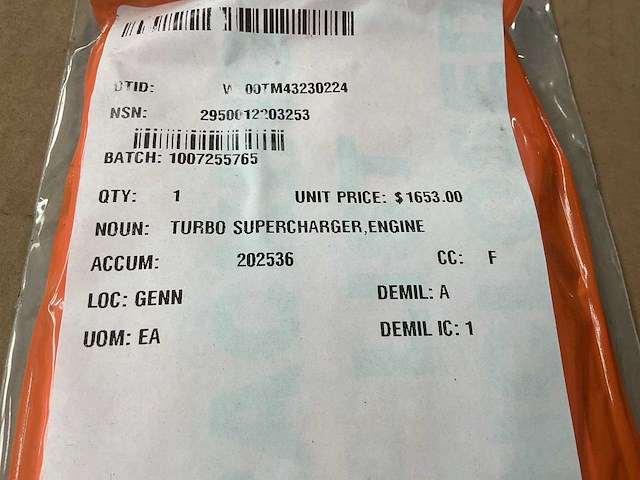 DTID: W 00TM43230224
NSN: 2950012203253
BATCH: 1007255765
QTY: 1 UNIT PRICE: $1653.00
NOUN: TURBO SUPERCHARGER,ENGINE
ACCUM: 202536 CC: F
LOC: GENN DEMIL: A
UOM: EA DEMIL IC: 1